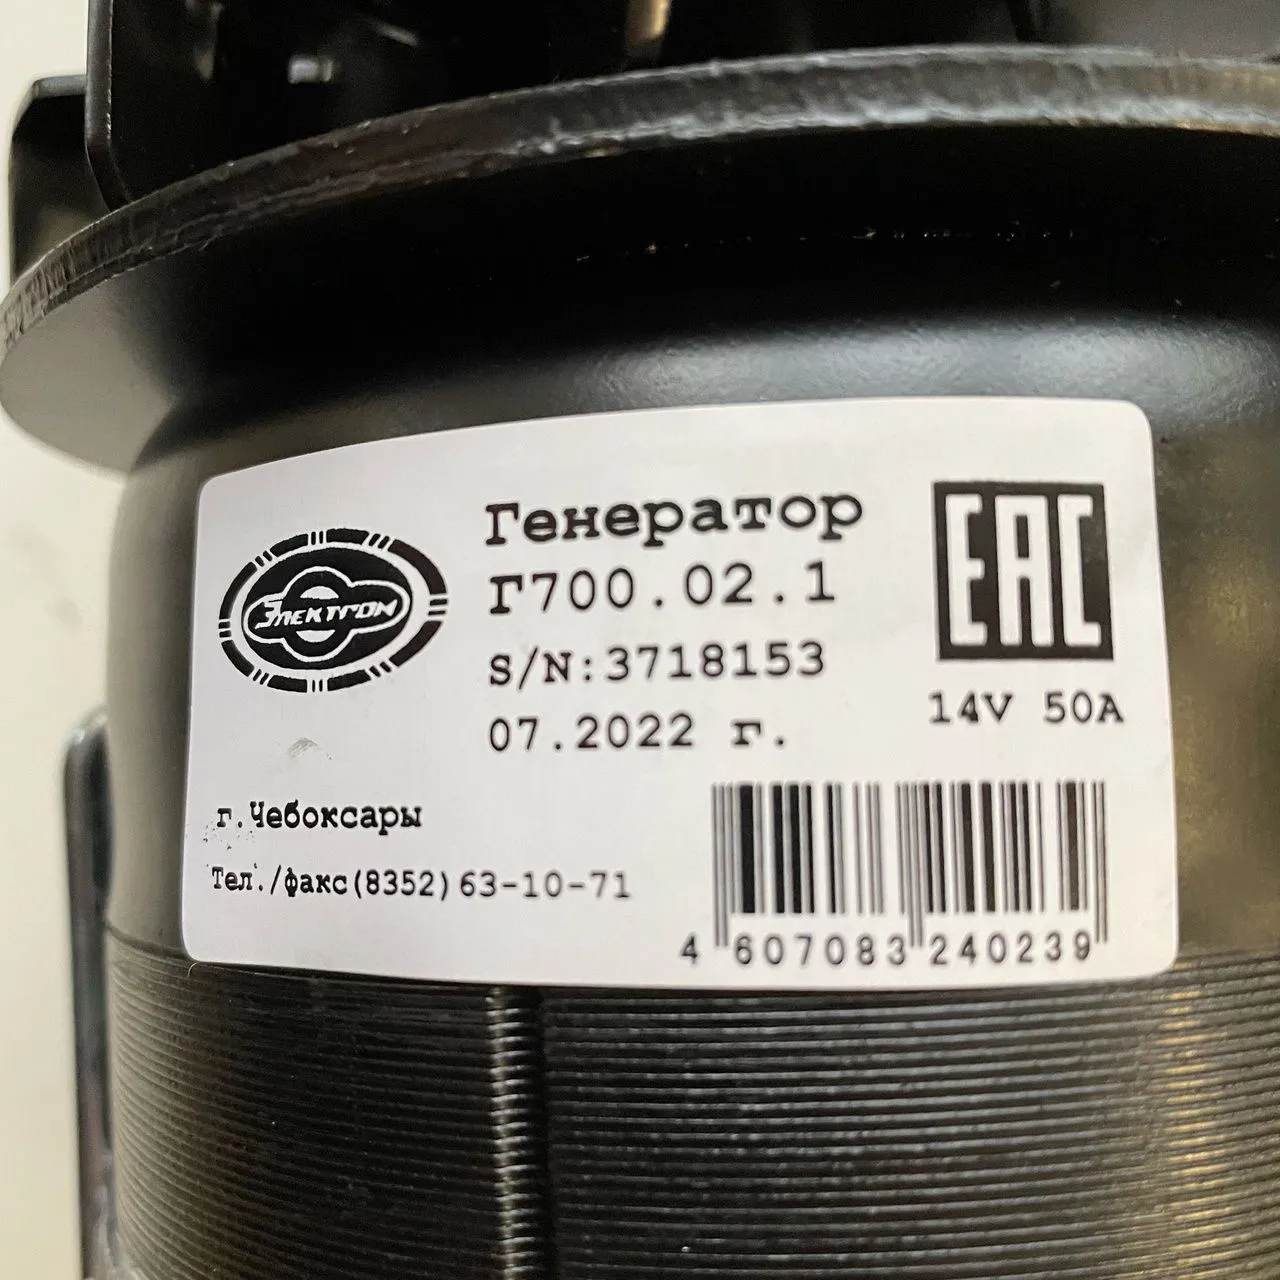 Электрон
Генератор
Г700.02.1
S/N:3718153
07.2022 г.
EAC
14V 50A
г.Чебоксары
Тел./факс(8352)63-10-71
4 607083 240239